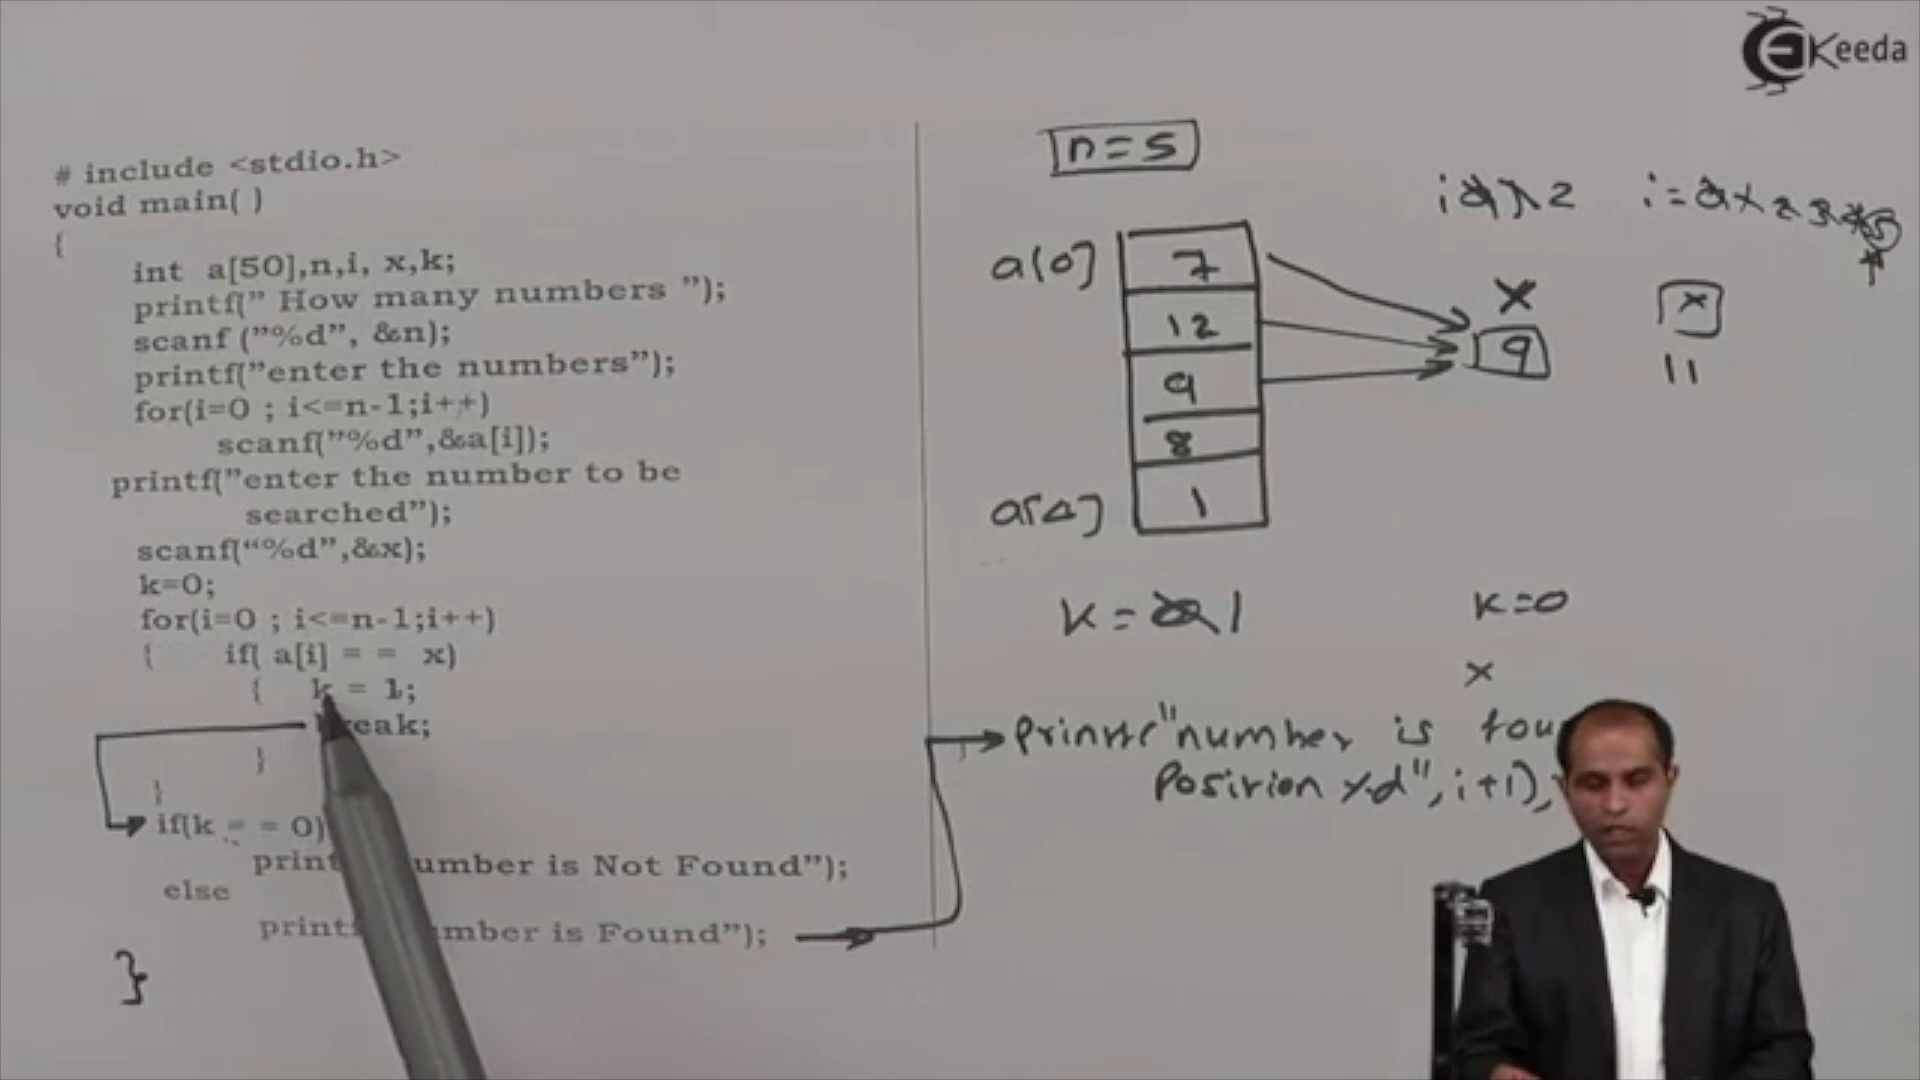 Keeda
# include <stdio.h>
void main( )
{
int a[50],n,i, x,k;
printf(" How many numbers ");
scanf ("%d", &n);
printf("enter the numbers");
for(i=0 ; i<=n-1;i++)
scanf("%d",&a[i]);
printf("enter the number to be
searched");
scanf("%d",&x);
k=0;
for(i=0 ; i<=n-1;i++)
{ if( a[i] = = x)
{ k = 1;
break;
}
}
if(k = = 0)
umber is Not Found");
else
mber is Found");
}
n=5
a[0] 7
12
9
8
a[4] 1
x x
9 11
k= 1 k=0
x
printf("number is fou
Position %d", i+1),